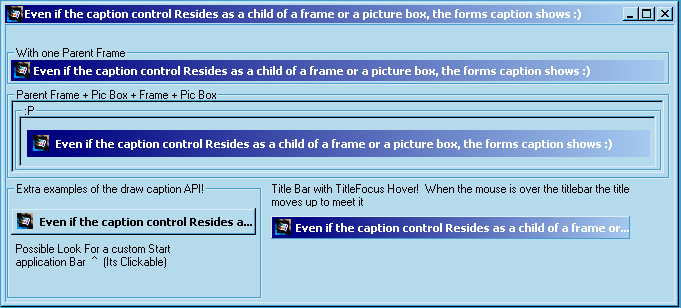 Even if the caption control Resides as a child of a frame or a picture box, the forms caption shows :)
With one Parent Frame
Even if the caption control Resides as a child of a frame or a picture box, the forms caption shows :)
Parent Frame + Pic Box + Frame + Pic Box
:P
Even if the caption control Resides as a child of a frame or a picture box, the forms caption shows :)
Extra examples of the draw caption API!
Even if the caption control Resides a...
Possible Look For a custom Start
application Bar ^ (Its Clickable)
Title Bar with TitleFocus Hover! When the mouse is over the titlebar the title
moves up to meet it
Even if the caption control Resides as a child of a frame or...